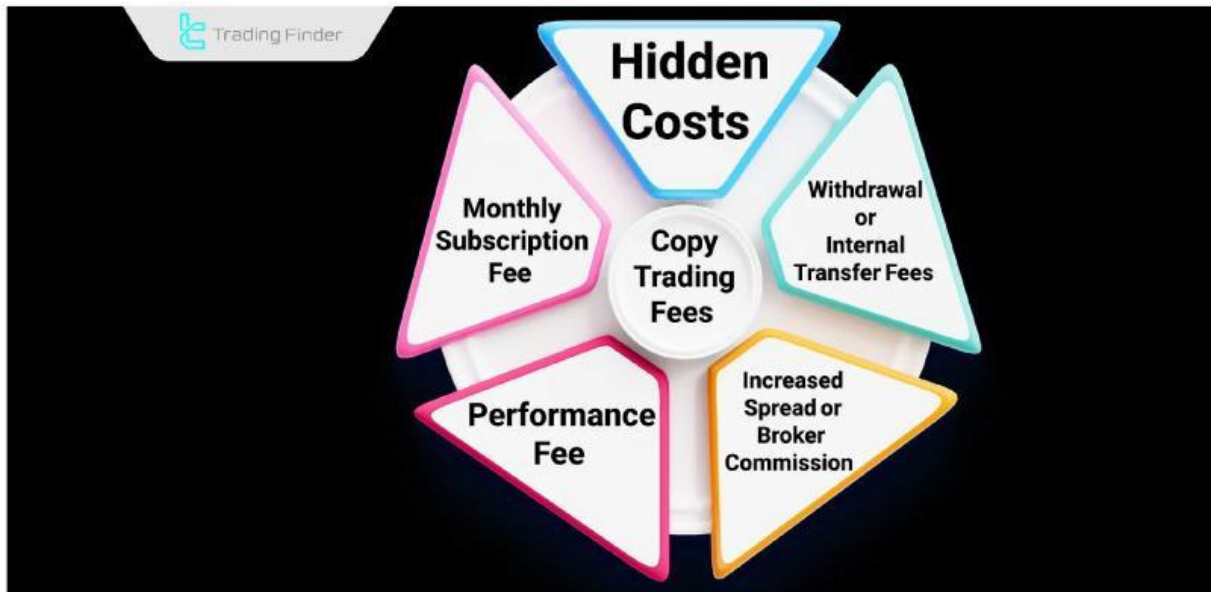 Trading Finder
Hidden
Costs
Monthly
Subscription
Fee
Withdrawal
or
Internal
Transfer Fees
Copy
Trading
Fees
Performance
Fee
Increased
Spread or
Broker
Commission